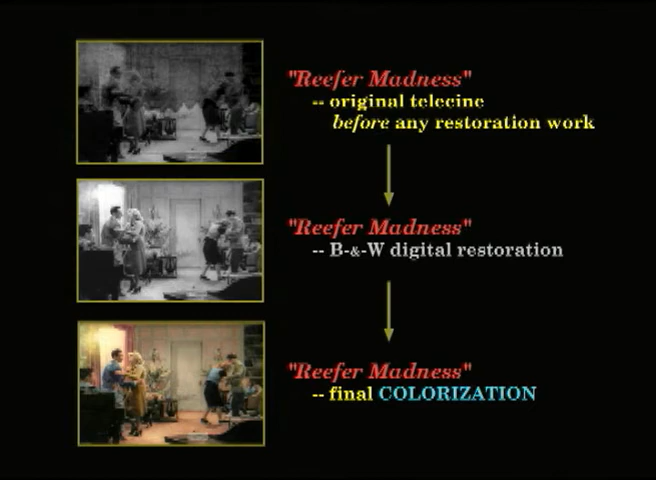 "Reefer Madness"
-- original telecine
before any restoration work
"Reefer Madness"
-- B-&-W digital restoration
"Reefer Madness"
-- final COLORIZATION